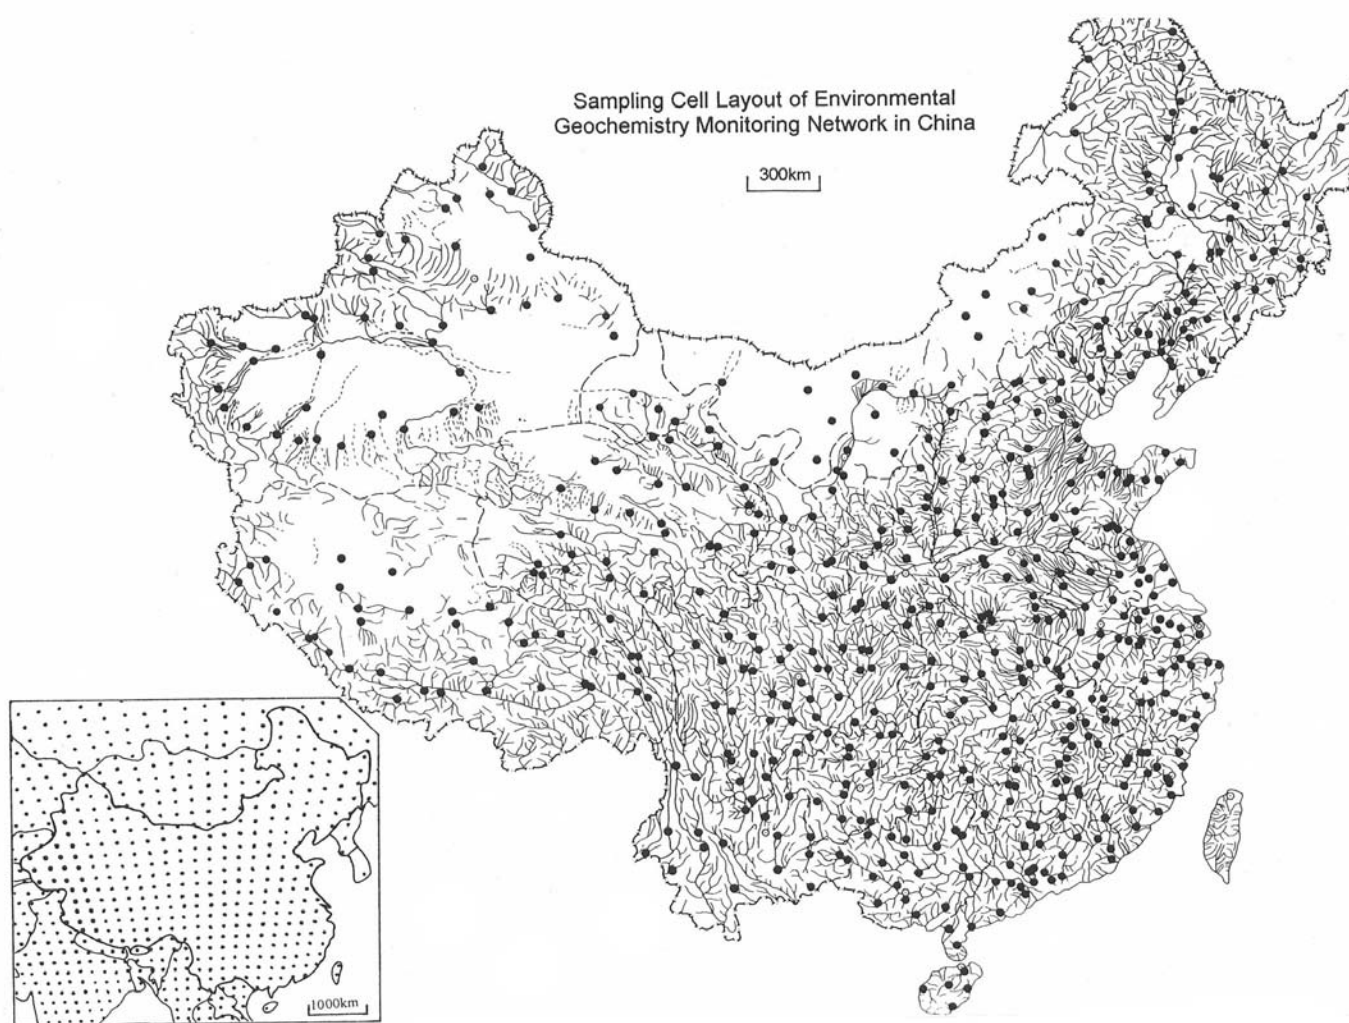 Sampling Cell Layout of Environmental
Geochemistry Monitoring Network in China
300km
1000km